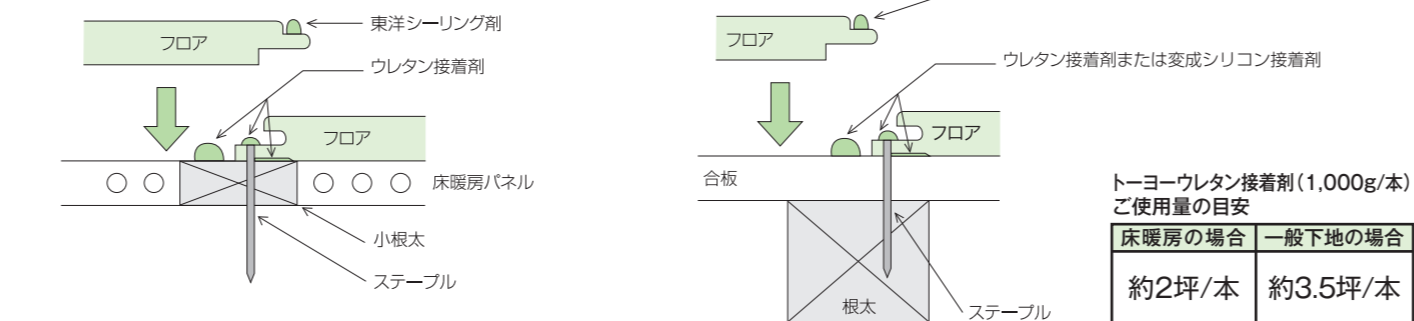 東洋シーリング剤
フロア
ウレタン接着剤
フロア
床暖房パネル
小根太
ステープル
フロア
ウレタン接着剤または変成シリコン接着剤
フロア
合板
根太
ステープル
トーヨーウレタン接着剤（1,000g/本）
ご使用量の目安
床暖房の場合 一般下地の場合
約2坪/本 約3.5坪/本